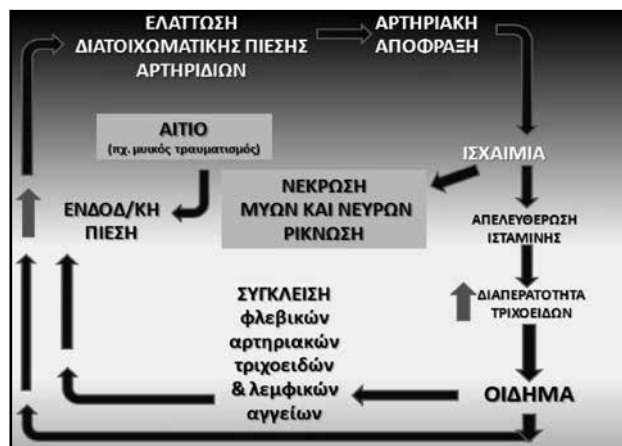 ΕΛΑΤΤΩΣΗ
ΔΙΑΤΟΙΧΩΜΑΤΙΚΗΣ ΠΙΕΣΗΣ
ΑΡΤΗΡΙΔΙΩΝ
ΑΡΤΗΡΙΑΚΗ
ΑΠΟΦΡΑΞΗ
ΑΙΤΙΟ
(πχ. μυικός τραυματισμός)
ΙΣΧΑΙΜΙΑ
ΝΕΚΡΩΣΗ
ΜΥΩΝ ΚΑΙ ΝΕΥΡΩΝ
ΡΙΚΝΩΣΗ
ΕΝΔΟΔ/ΚΗ
ΠΙΕΣΗ
ΑΠΕΛΕΥΘΕΡΩΣΗ
ΙΣΤΑΜΙΝΗΣ
ΔΙΑΠΕΡΑΤΟΤΗΤΑ
ΤΡΙΧΟΕΙΔΩΝ
ΣΥΓΚΛΕΙΣΗ
φλεβικών
αρτηριακών
τριχοειδών
& λεμφικών
αγγείων
ΟΙΔΗΜΑ